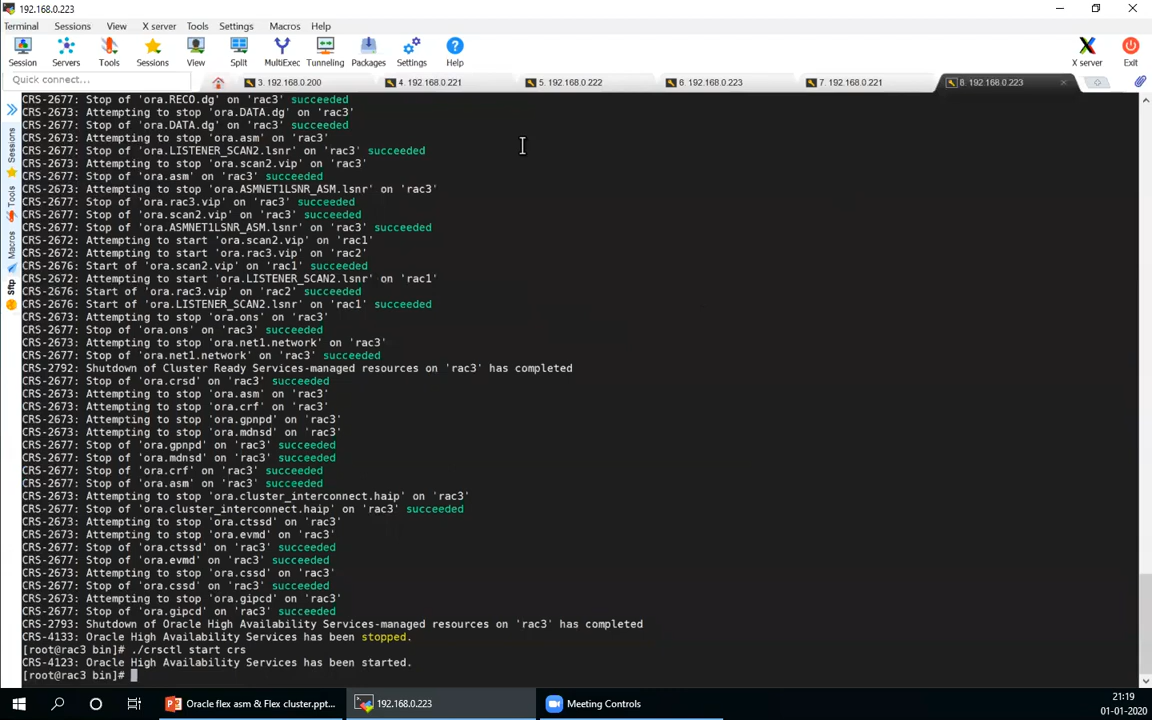 192.168.0.223
Terminal Sessions View X server Tools Settings Macros Help
Session Servers Tools Sessions View Split MultiExec Tunneling Packages Settings Help X server Exit
Quick connect...
3. 192.168.0.200 4. 192.168.0.221 5. 192.168.0.222 6. 192.168.0.223 7. 192.168.0.221 8. 192.168.0.223
Sessions
Tools
Macros
sftp
CRS-2677: Stop of 'ora.RECO.dg' on 'rac3' succeeded
CRS-2673: Attempting to stop 'ora.DATA.dg' on 'rac3'
CRS-2677: Stop of 'ora.DATA.dg' on 'rac3' succeeded
CRS-2673: Attempting to stop 'ora.asm' on 'rac3'
CRS-2677: Stop of 'ora.LISTENER_SCAN2.lsnr' on 'rac3' succeeded
CRS-2673: Attempting to stop 'ora.scan2.vip' on 'rac3'
CRS-2677: Stop of 'ora.asm' on 'rac3' succeeded
CRS-2673: Attempting to stop 'ora.ASMNET1LSNR_ASM.lsnr' on 'rac3'
CRS-2677: Stop of 'ora.rac3.vip' on 'rac3' succeeded
CRS-2677: Stop of 'ora.scan2.vip' on 'rac3' succeeded
CRS-2677: Stop of 'ora.ASMNET1LSNR_ASM.lsnr' on 'rac3' succeeded
CRS-2672: Attempting to start 'ora.scan2.vip' on 'rac1'
CRS-2672: Attempting to start 'ora.rac3.vip' on 'rac2'
CRS-2676: Start of 'ora.scan2.vip' on 'rac1' succeeded
CRS-2672: Attempting to start 'ora.LISTENER_SCAN2.lsnr' on 'rac1'
CRS-2676: Start of 'ora.rac3.vip' on 'rac2' succeeded
CRS-2676: Start of 'ora.LISTENER_SCAN2.lsnr' on 'rac1' succeeded
CRS-2673: Attempting to stop 'ora.ons' on 'rac3'
CRS-2677: Stop of 'ora.ons' on 'rac3' succeeded
CRS-2673: Attempting to stop 'ora.net1.network' on 'rac3'
CRS-2677: Stop of 'ora.net1.network' on 'rac3' succeeded
CRS-2792: Shutdown of Cluster Ready Services-managed resources on 'rac3' has completed
CRS-2677: Stop of 'ora.crsd' on 'rac3' succeeded
CRS-2673: Attempting to stop 'ora.asm' on 'rac3'
CRS-2673: Attempting to stop 'ora.crf' on 'rac3'
CRS-2673: Attempting to stop 'ora.gpnpd' on 'rac3'
CRS-2673: Attempting to stop 'ora.mdnsd' on 'rac3'
CRS-2677: Stop of 'ora.gpnpd' on 'rac3' succeeded
CRS-2677: Stop of 'ora.mdnsd' on 'rac3' succeeded
CRS-2677: Stop of 'ora.crf' on 'rac3' succeeded
CRS-2677: Stop of 'ora.asm' on 'rac3' succeeded
CRS-2673: Attempting to stop 'ora.cluster_interconnect.haip' on 'rac3'
CRS-2677: Stop of 'ora.cluster_interconnect.haip' on 'rac3' succeeded
CRS-2673: Attempting to stop 'ora.ctssd' on 'rac3'
CRS-2673: Attempting to stop 'ora.evmd' on 'rac3'
CRS-2677: Stop of 'ora.ctssd' on 'rac3' succeeded
CRS-2677: Stop of 'ora.evmd' on 'rac3' succeeded
CRS-2673: Attempting to stop 'ora.cssd' on 'rac3'
CRS-2677: Stop of 'ora.cssd' on 'rac3' succeeded
CRS-2673: Attempting to stop 'ora.gipcd' on 'rac3'
CRS-2677: Stop of 'ora.gipcd' on 'rac3' succeeded
CRS-2793: Shutdown of Oracle High Availability Services-managed resources on 'rac3' has completed
CRS-4133: Oracle High Availability Services has been stopped.
[root@rac3 bin]# ./crsctl start crs
CRS-4123: Oracle High Availability Services has been started.
[root@rac3 bin]#
Oracle flex asm & Flex cluster.ppt... 192.168.0.223 Meeting Controls 21:19
01-01-2020